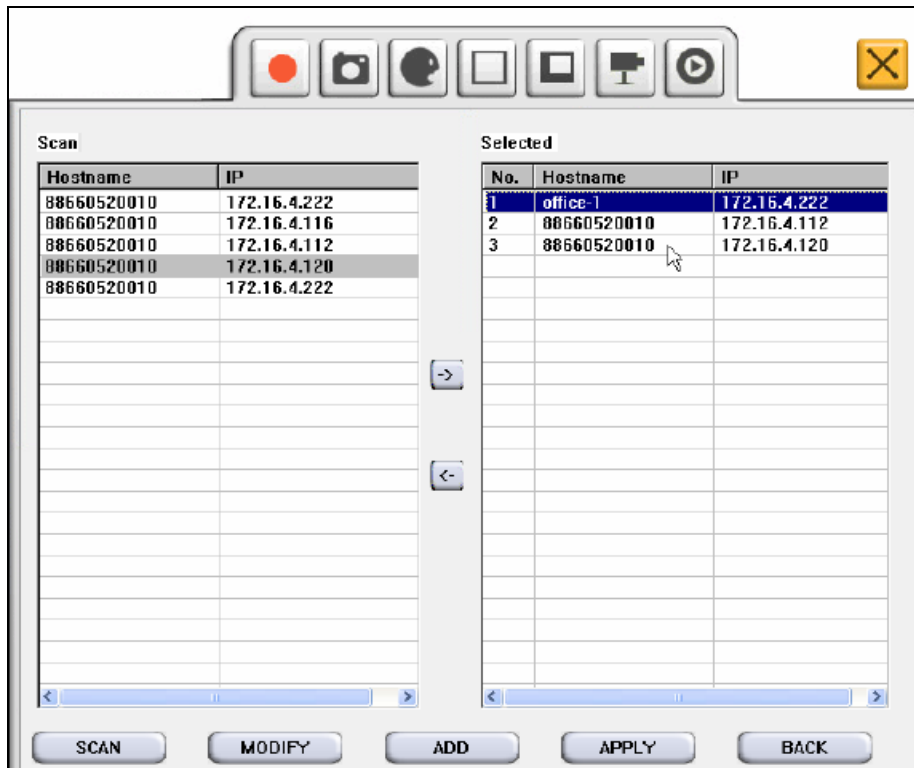 Scan
Hostname IP
88660520010 172.16.4.222
88660520010 172.16.4.116
88660520010 172.16.4.112
88660520010 172.16.4.120
88660520010 172.16.4.222
Selected
No. Hostname IP
1 office-1 172.16.4.222
2 88660520010 172.16.4.112
3 88660520010 172.16.4.120
->
<-
SCAN MODIFY ADD APPLY BACK